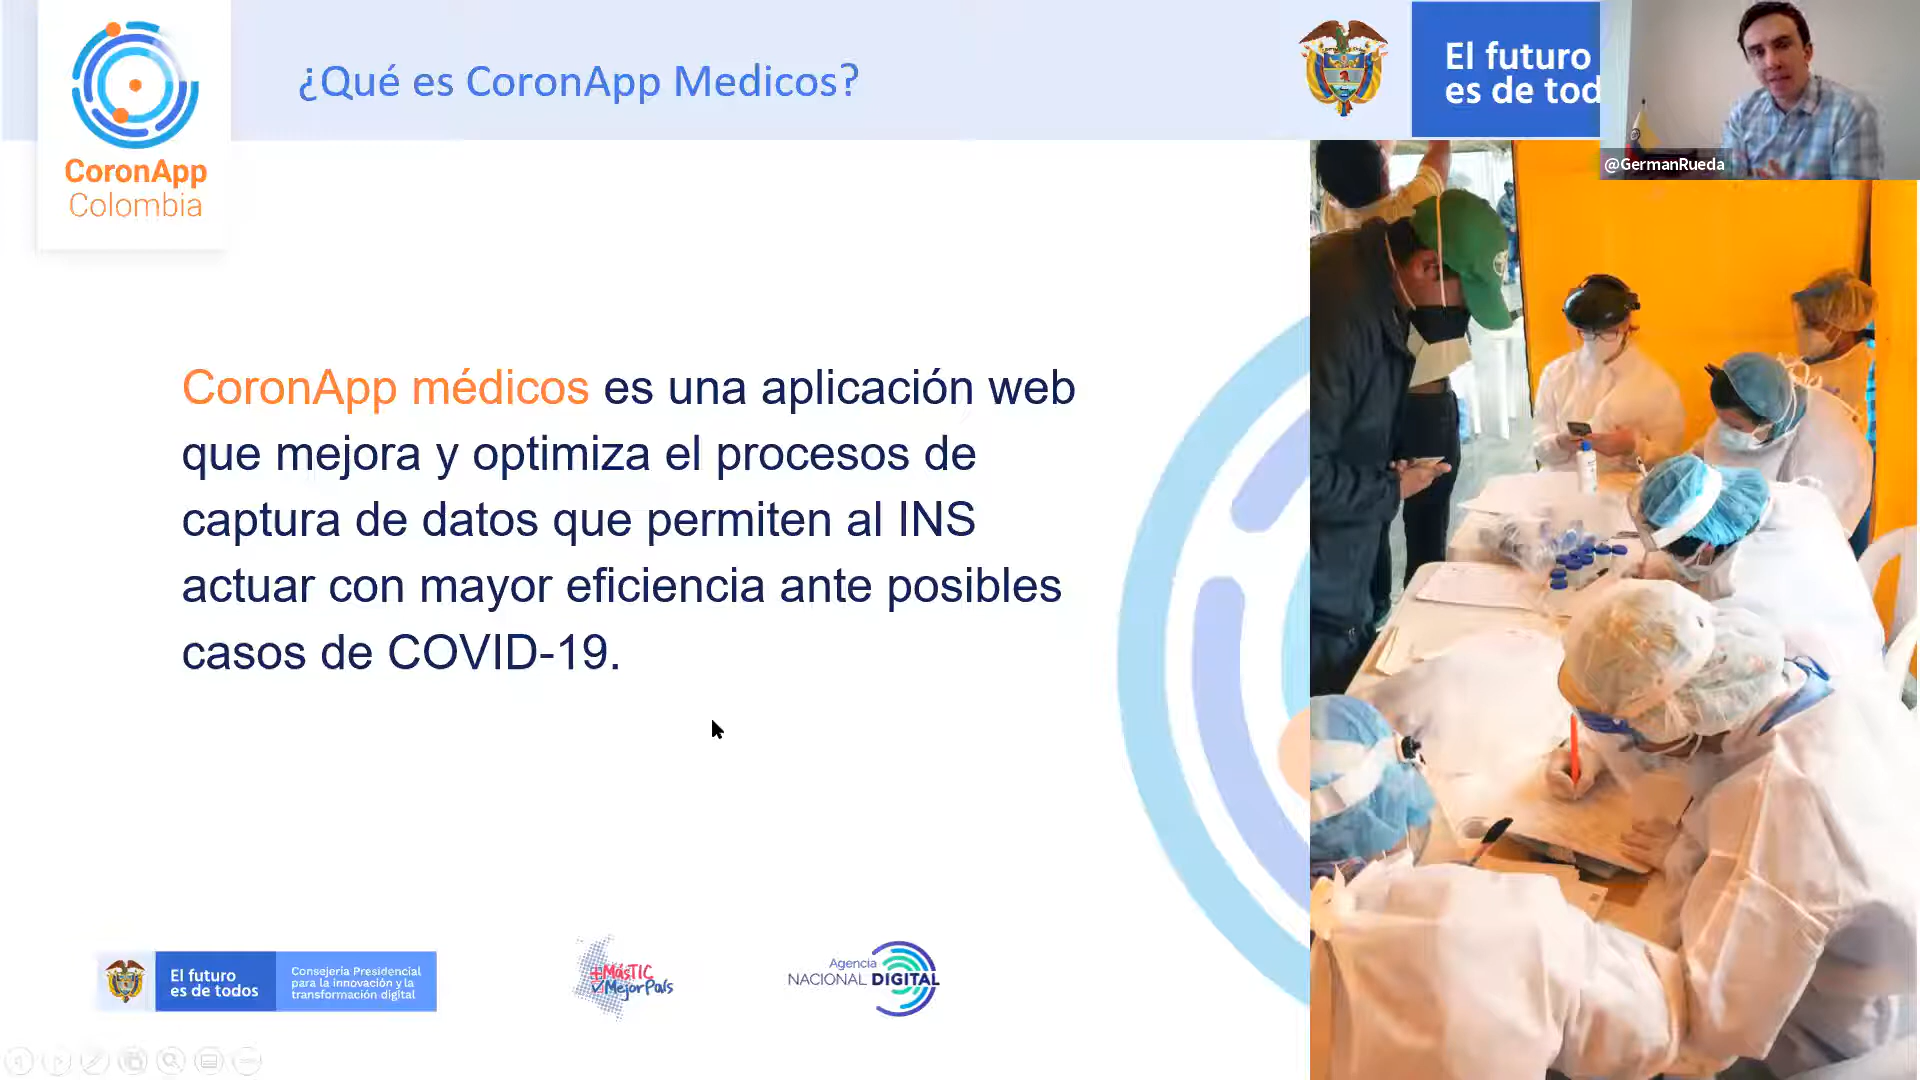 CoronApp
Colombia
¿Qué es CoronApp Medicos?
El futuro
es de tod
@GermanRueda
CoronApp médicos es una aplicación web
que mejora y optimiza el procesos de
captura de datos que permiten al INS
actuar con mayor eficiencia ante posibles
casos de COVID-19.
El futuro
es de todos
Consejería Presidencial
para la innovación y la
transformación digital
+MásTIC
MejorPaís
Agencia
NACIONAL DIGITAL